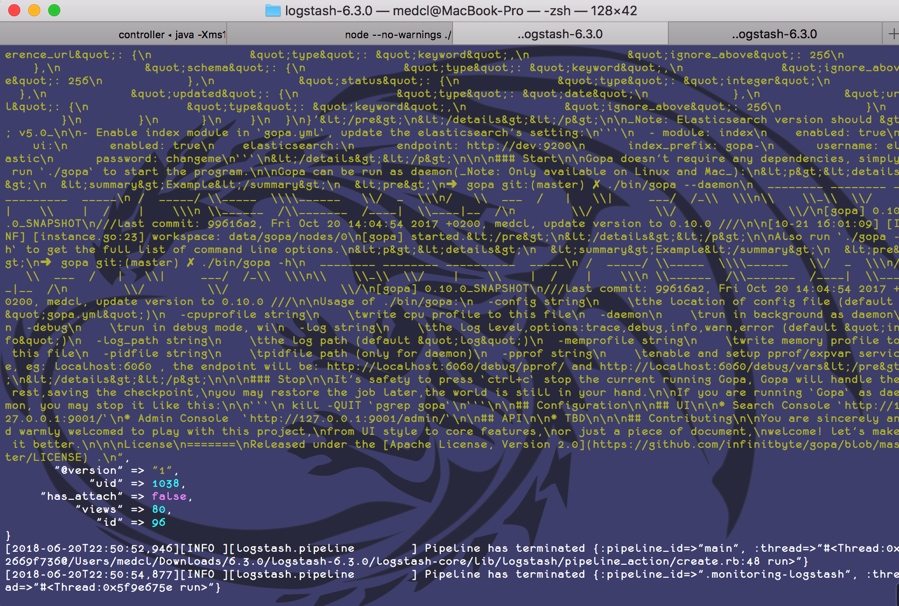 logstash-6.3.0 — medcl@MacBook-Pro — -zsh — 128×42
controller ◂ java -Xms1
node --no-warnings ./
..ogstash-6.3.0
..ogstash-6.3.0
erence_url&quot;: {\n &quot;type&quot;: &quot;keyword&quot;,\n &quot;ignore_above&quot;: 256\n
},\n &quot;schema&quot;: {\n &quot;type&quot;: &quot;keyword&quot;,\n &quot;ignore_abov
e&quot;: 256\n },\n &quot;status&quot;: {\n &quot;type&quot;: &quot;integer&quot;\n
},\n &quot;updated&quot;: {\n &quot;type&quot;: &quot;date&quot;\n },\n &quot;ur
l&quot;: {\n &quot;type&quot;: &quot;keyword&quot;,\n &quot;ignore_above&quot;: 256\n }\n
}\n }\n }\n }\n}'&lt;/pre&gt;\n&lt;/details&gt;&lt;/p&gt;\n\n_Note: Elasticsearch version should &gt
; v5.0_\n\n- Enable index module in `gopa.yml`, update the elasticsearch's setting:\n```\n - module: index\n enabled: true\n
ui:\n enabled: true\n elasticsearch:\n endpoint: http://dev:9200\n index_prefix: gopa-\n username: el
astic\n password: changeme\n```\n&lt;/details&gt;&lt;/p&gt;\n\n\n### Start\n\nGopa doesn't require any dependencies, simply
run `./gopa` to start the program.\n\nGopa can be run as daemon(_Note: Only available on Linux and Mac_):\n&lt;p&gt;&lt;details
&gt;\n &lt;summary&gt;Example&lt;/summary&gt;\n &lt;pre&gt;\n➜ gopa git:(master) ✗ ./bin/gopa --daemon\n
.0_SNAPSHOT\n///last commit: 99616a2, Fri Oct 20 14:04:54 2017 +0200, medcl, update version to 0.10.0 ///\n\n[10-21 16:01:09] [I
NF] [instance.go:23] workspace: data/gopa/nodes/0\n[gopa] started.&lt;/pre&gt;\n&lt;/details&gt;&lt;/p&gt;\n\nAlso run `./gopa -
h` to get the full list of command line options.\n&lt;p&gt;&lt;details&gt;\n &lt;summary&gt;Example&lt;/summary&gt;\n &lt;pre&
gt;\n➜ gopa git:(master) ✗ ./bin/gopa -h\n
\n[gopa] 0.10.0_SNAPSHOT\n///last commit: 99616a2, Fri Oct 20 14:04:54 2017 +
0200, medcl, update version to 0.10.0 ///\n\nUsage of ./bin/gopa:\n -config string\n \tthe location of config file (default
&quot;gopa.yml&quot;)\n -cpuprofile string\n \twrite cpu profile to this file\n -daemon\n \trun in background as daemon\
n -debug\n \trun in debug mode, wi\n -log string\n \tthe log level,options:trace,debug,info,warn,error (default &quot;in
fo&quot;)\n -log_path string\n \tthe log path (default &quot;log&quot;)\n -memprofile string\n \twrite memory profile to
this file\n -pidfile string\n \tpidfile path (only for daemon)\n -pprof string\n \tenable and setup pprof/expvar servic
e, eg: localhost:6060 , the endpoint will be: http://localhost:6060/debug/pprof/ and http://localhost:6060/debug/vars&lt;/pre&gt
;\n&lt;/details&gt;&lt;/p&gt;\n\n\n### Stop\n\nIt's safety to press `ctrl+c` stop the current running Gopa, Gopa will handle the
rest,saving the checkpoint,\nyou may restore the job later,the world is still in your hand.\n\nIf you are running `Gopa` as dae
mon, you may stop it like this:\n\n```\n kill -QUIT `pgrep gopa`\n```\n\n## Configuration\n\n## UI\n\n* Search Console `http://1
27.0.0.1:9001/`\n* Admin Console `http://127.0.0.1:9001/admin/`\n\n## API\n\n* TBD\n\n\n## Contributing\n\nYou are sincerely an
d warmly welcomed to play with this project,\nfrom UI style to core features,\nor just a piece of document,\nwelcome! Let's make
it better.\n\n\nLicense\n=======\nReleased under the [Apache License, Version 2.0](https://github.com/infinitbyte/gopa/blob/mas
ter/LICENSE) .\n",
"@version" => "1",
"uid" => 1038,
"has_attach" => false,
"views" => 80,
"id" => 96
}
[2018-06-20T22:50:52,946][INFO ][logstash.pipeline ] Pipeline has terminated {:pipeline_id=>"main", :thread=>"#<Thread:0x
2669f736@/Users/medcl/Downloads/6.3.0/logstash-6.3.0/logstash-core/lib/logstash/pipeline_action/create.rb:48 run>"}
[2018-06-20T22:50:54,877][INFO ][logstash.pipeline ] Pipeline has terminated {:pipeline_id=>".monitoring-logstash", :thre
ad=>"#<Thread:0x5f9e675e run>"}